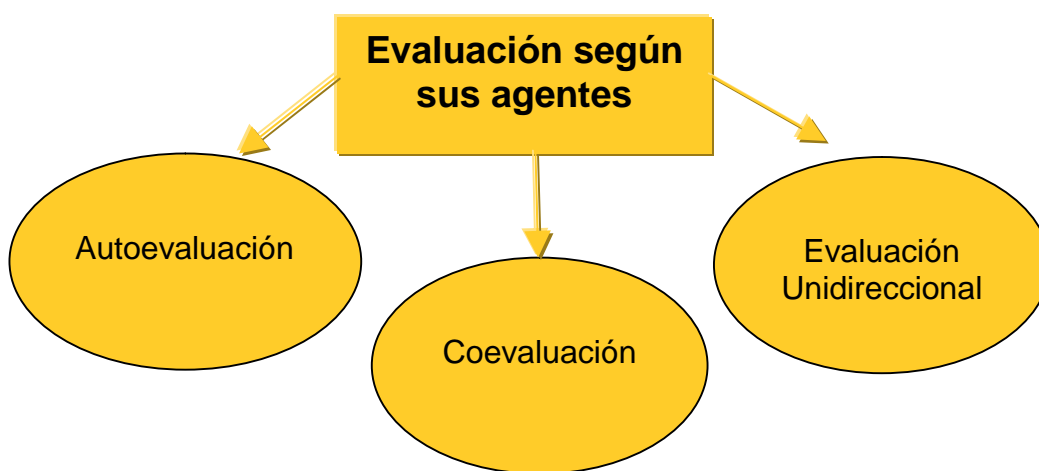 Evaluación según
sus agentes
Autoevaluación
Coevaluación
Evaluación
Unidireccional